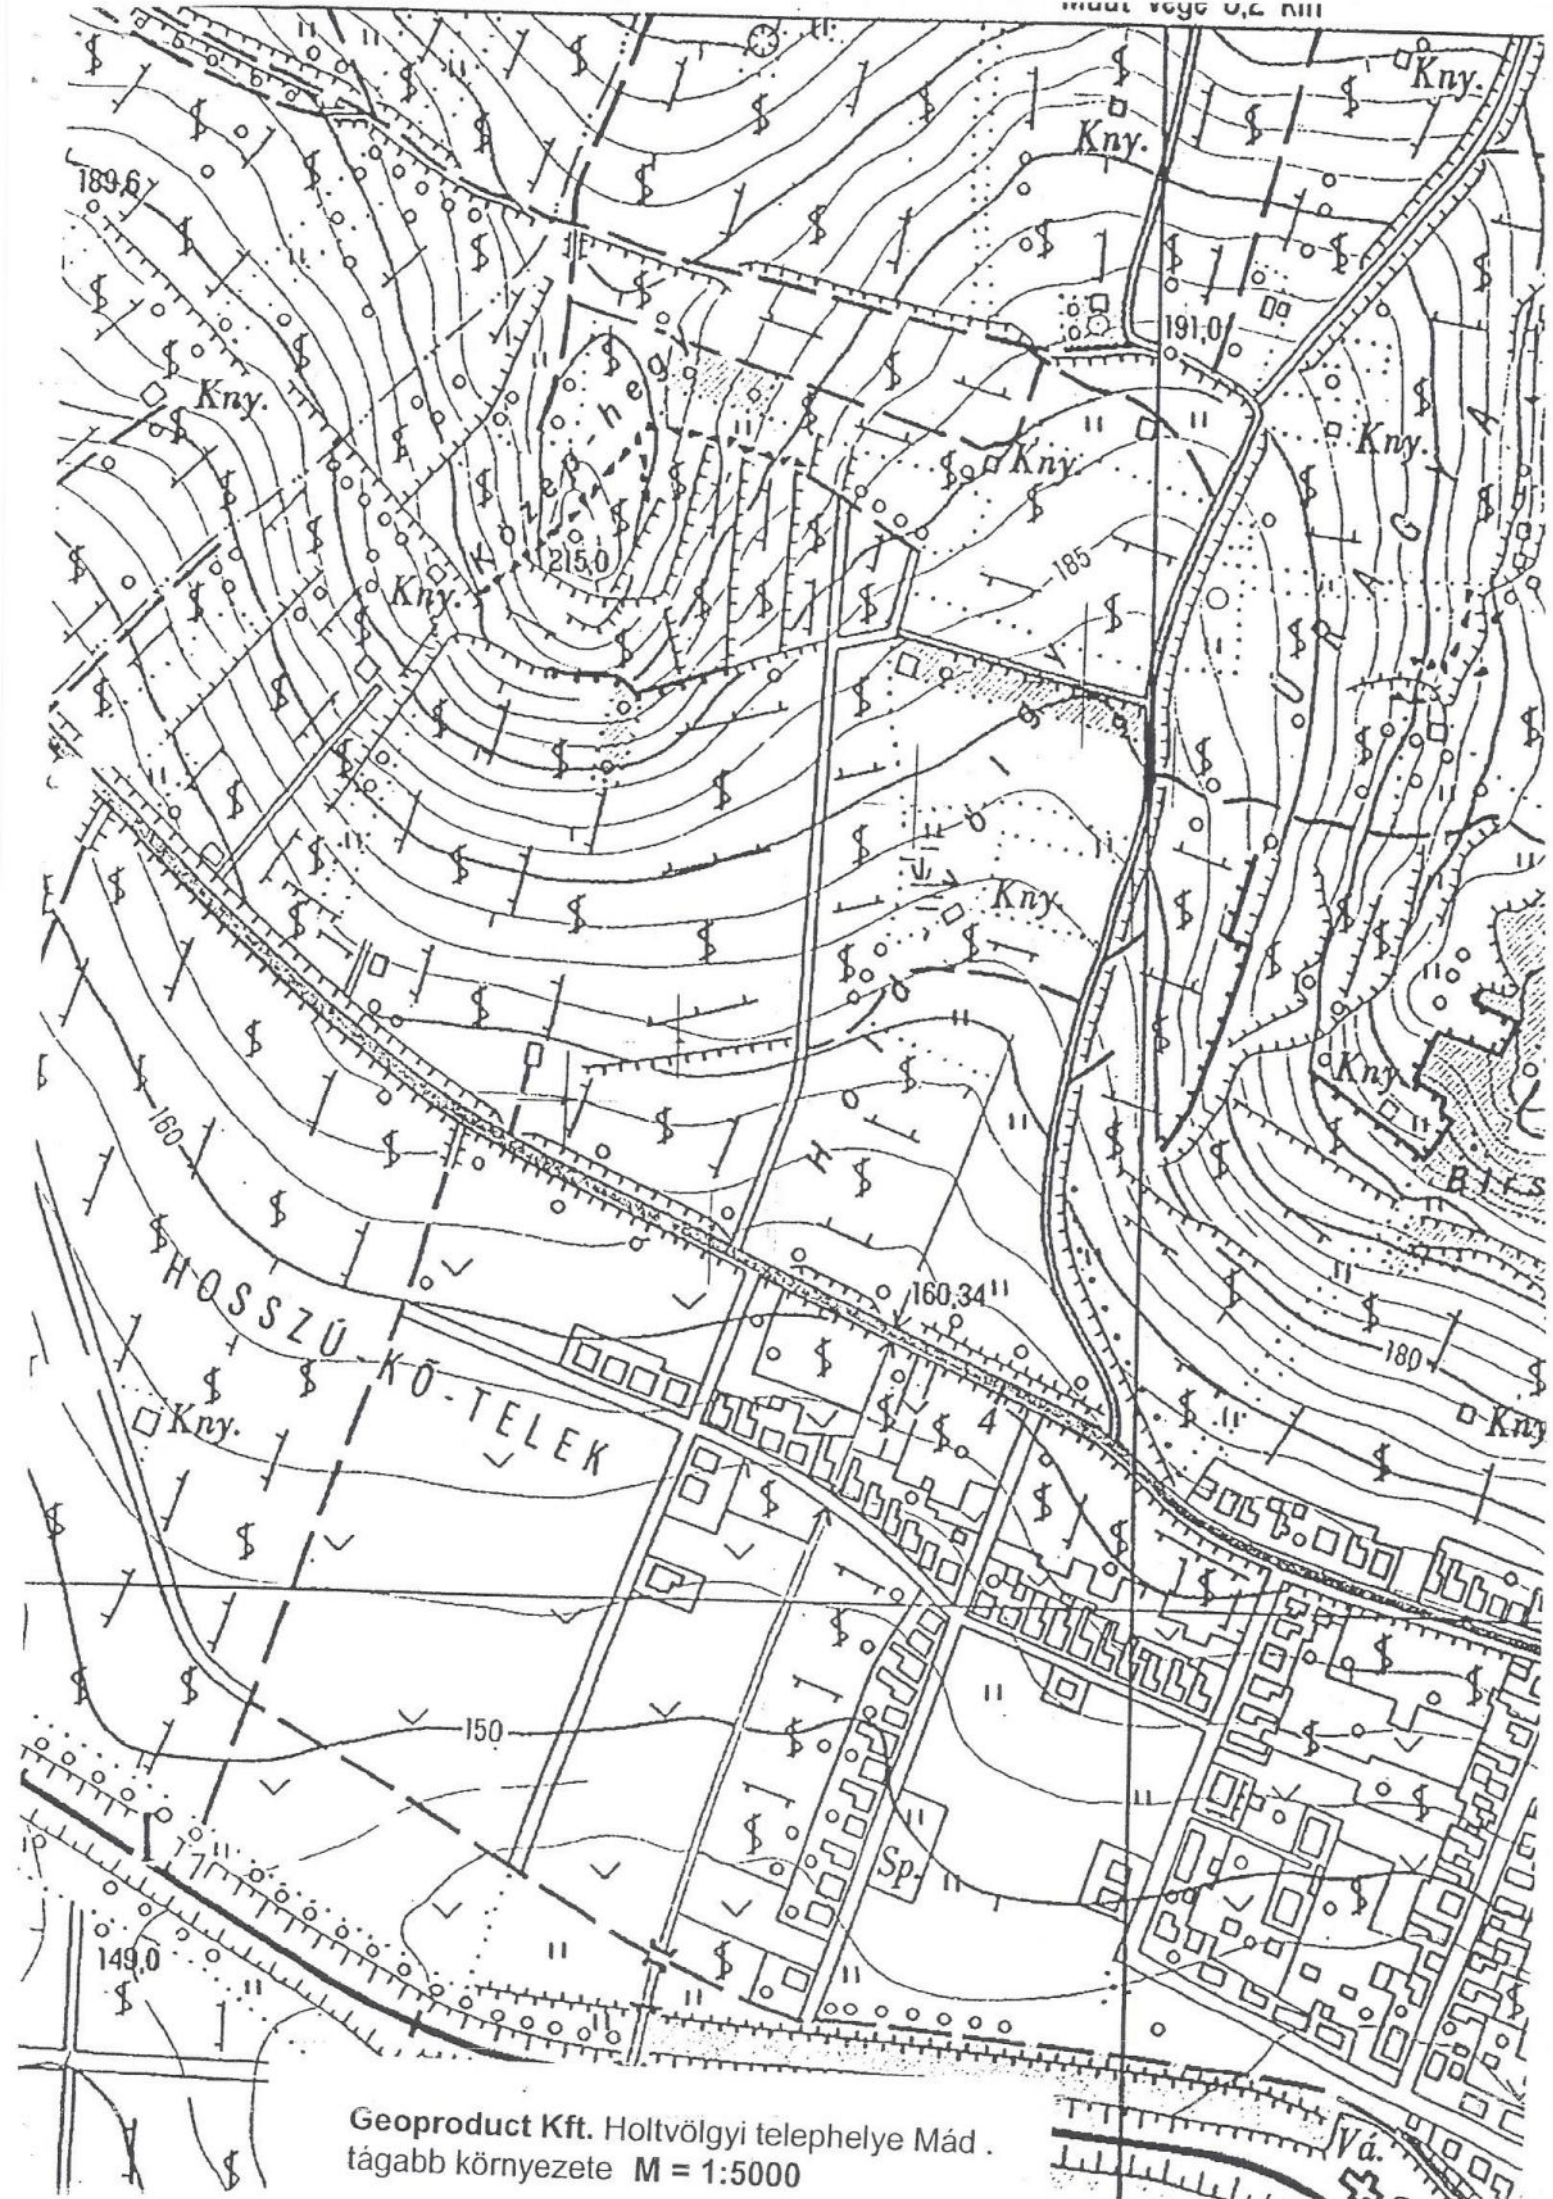 Kny.
Kny.
189,6
191,0
Kny.
Kny.
Kny.
Közép-hegy
215,0
Kny.
185
Kny.
Kny.
160
HOSSZÚ-KŐ-TELEK
160,34
180
Kny
4
Kny.
150
Sp.
149,0
Vá.
Geoproduct Kft. Holtvölgyi telephelye Mád .
tágabb környezete M = 1:5000